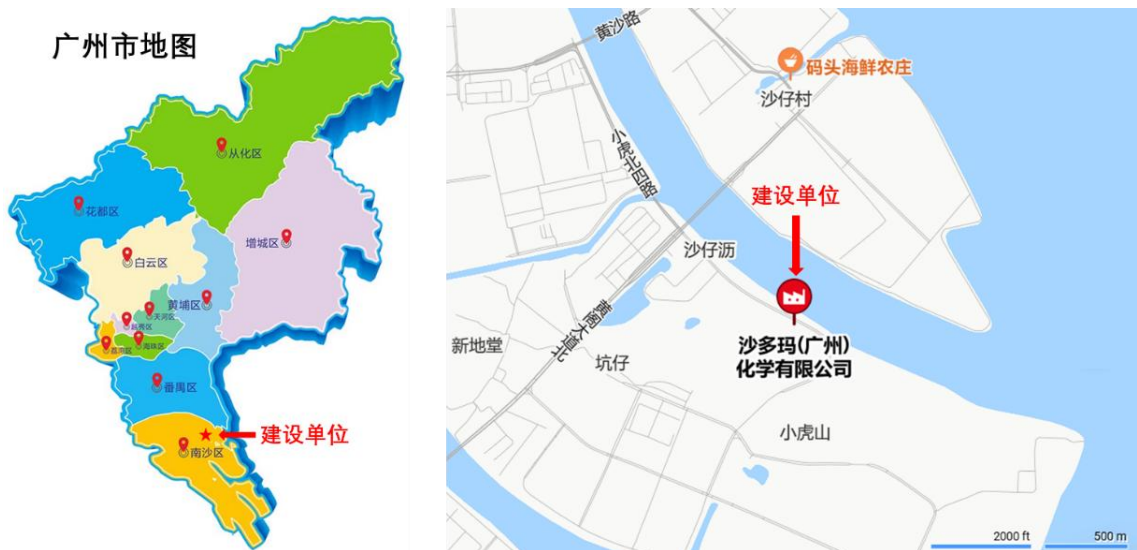 广州市地图
从化区
花都区
增城区
白云区
黄埔区
天河区
越秀区
荔湾区
海珠区
番禺区
建设单位
南沙区
黄沙路
码头海鲜农庄
沙仔村
小虎北四路
建设单位
沙仔沥
黄阁大道北
新地堂
坑仔
沙多玛(广州)
化学有限公司
小虎山
2000 ft
500 m